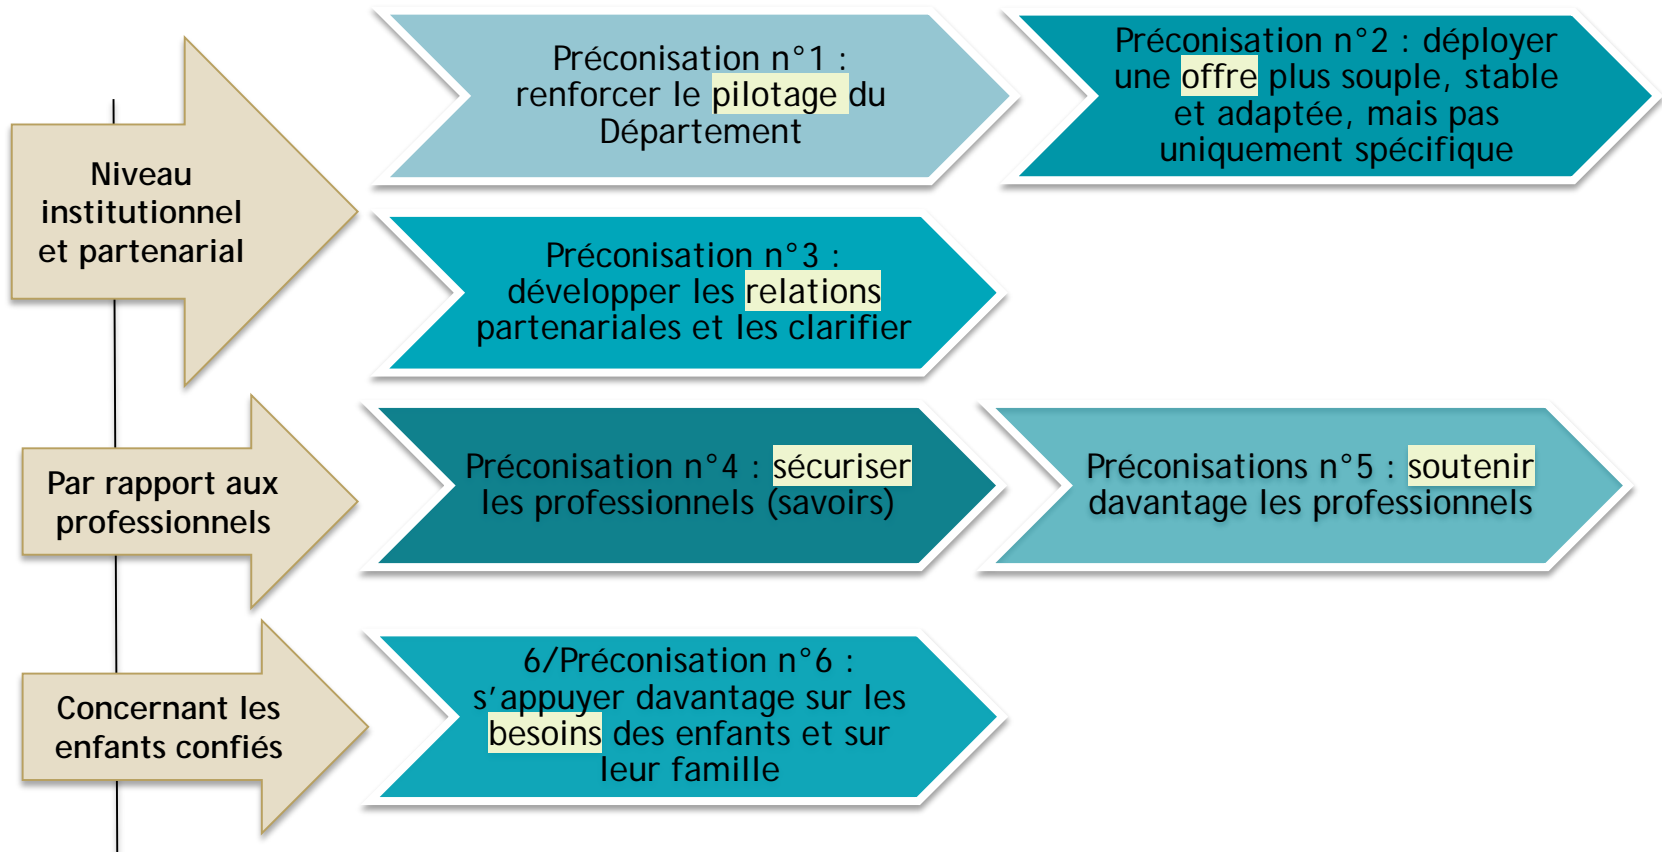 Niveau
institutionnel
et partenarial
Préconisation n°1 :
renforcer le pilotage du
Département
Préconisation n°2 : déployer
une offre plus souple, stable
et adaptée, mais pas
uniquement spécifique
Préconisation n°3 :
développer les relations
partenariales et les clarifier
Par rapport aux
professionnels
Préconisation n°4 : sécuriser
les professionnels (savoirs)
Préconisations n°5 : soutenir
davantage les professionnels
Concernant les
enfants confiés
6/Préconisation n°6 :
s’appuyer davantage sur les
besoins des enfants et sur
leur famille